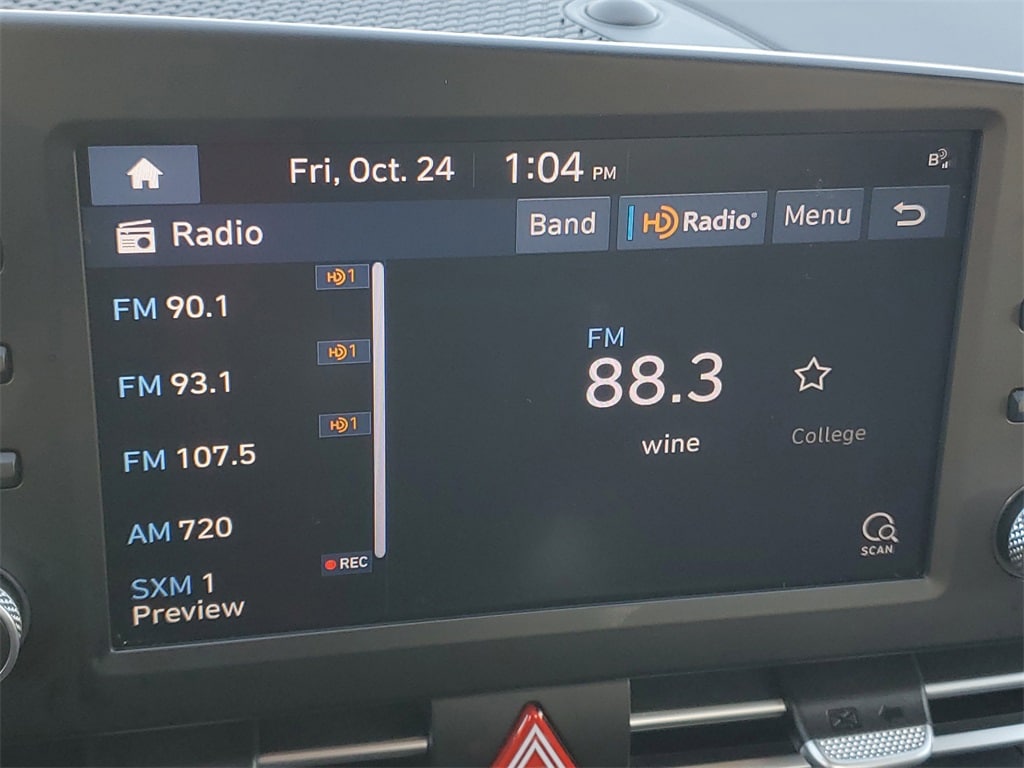 Fri, Oct. 24 1:04 PM B
Radio Band HD Radio® Menu
HD1
FM 90.1
HD1
FM 93.1
HD1
FM 107.5
AM 720
REC
SXM 1
Preview
FM
88.3
wine
College
SCAN